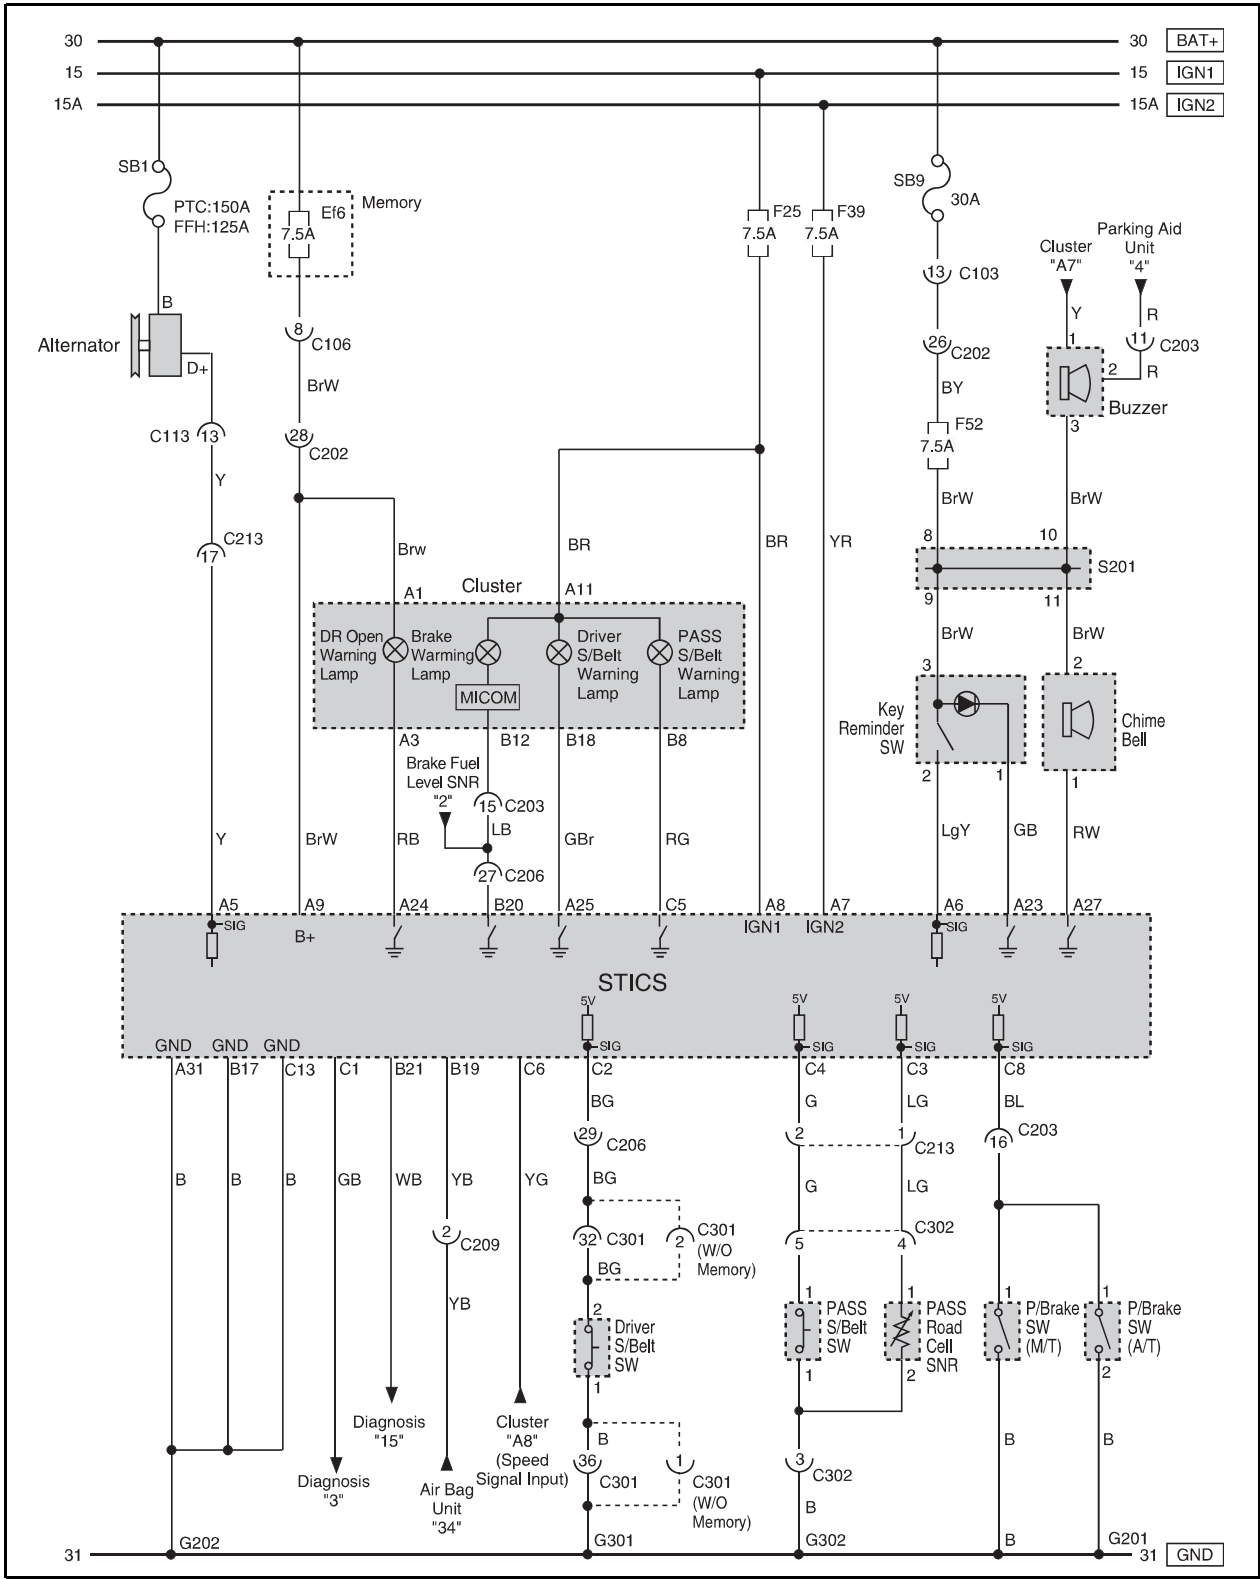 30 30 BAT+
15 15 IGN1
15A 15A IGN2
SB1
PTC:150A
FFH:125A
Ef6
7.5A
Memory
F25
7.5A
F39
7.5A
SB9
30A
Cluster
"A7"
Parking Aid
Unit
"4"
13 C103
Y
R
11 C203
1
2
R
Buzzer
3
B
Alternator
D+
8
C106
BrW
26
C202
BY
F52
7.5A
C113 13
28
C202
Y
BrW
BrW
C213
17
Brw
BR
BR
YR
8
10
S201
9
11
Cluster
A1
A11
DR Open
Warning
Lamp
Brake
Warming
Lamp
MICOM
Driver
S/Belt
Warning
Lamp
PASS
S/Belt
Warning
Lamp
BrW
BrW
3
2
Key
Reminder
SW
Chime
Bell
2
1
1
A3
B12
B18
B8
Brake Fuel
Level SNR
"2"
15 C203
LB
27 C206
Y
BrW
RB
GBr
RG
LgY
GB
RW
A5
A9
A24
B20
A25
C5
A8
A7
A6
A23
A27
SIG
B+
IGN1
IGN2
SIG
STICS
5V
5V
5V
5V
GND GND GND
SIG
SIG
SIG
SIG
A31
B17
C13
C1
B21
B19
C6
C2
C4
C3
C8
BG
G
LG
BL
29
C206
2
1
C213
16
C203
B
B
B
GB
WB
YB
YG
BG
G
LG
2
C209
32 C301
2
C301
(W/O
Memory)
5
4
C302
BG
YB
2
Driver
S/Belt
SW
1
1
PASS
S/Belt
SW
1
1
PASS
Road
Cell
SNR
2
1
P/Brake
SW
(M/T)
1
P/Brake
SW
(A/T)
2
Diagnosis
"15"
Diagnosis
"3"
Air Bag
Unit
"34"
Cluster
"A8"
(Speed
Signal Input)
B
36
C301
1
C301
(W/O
Memory)
3
C302
B
B
B
B
G202
G301
G302
G201
31 31 GND